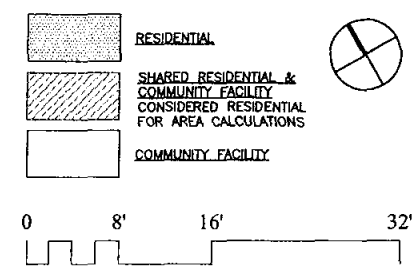 RESIDENTIAL
SHARED RESIDENTIAL &
COMMUNITY FACILITY
CONSIDERED RESIDENTIAL
FOR AREA CALCULATIONS
COMMUNITY FACILITY
0 8' 16' 32'